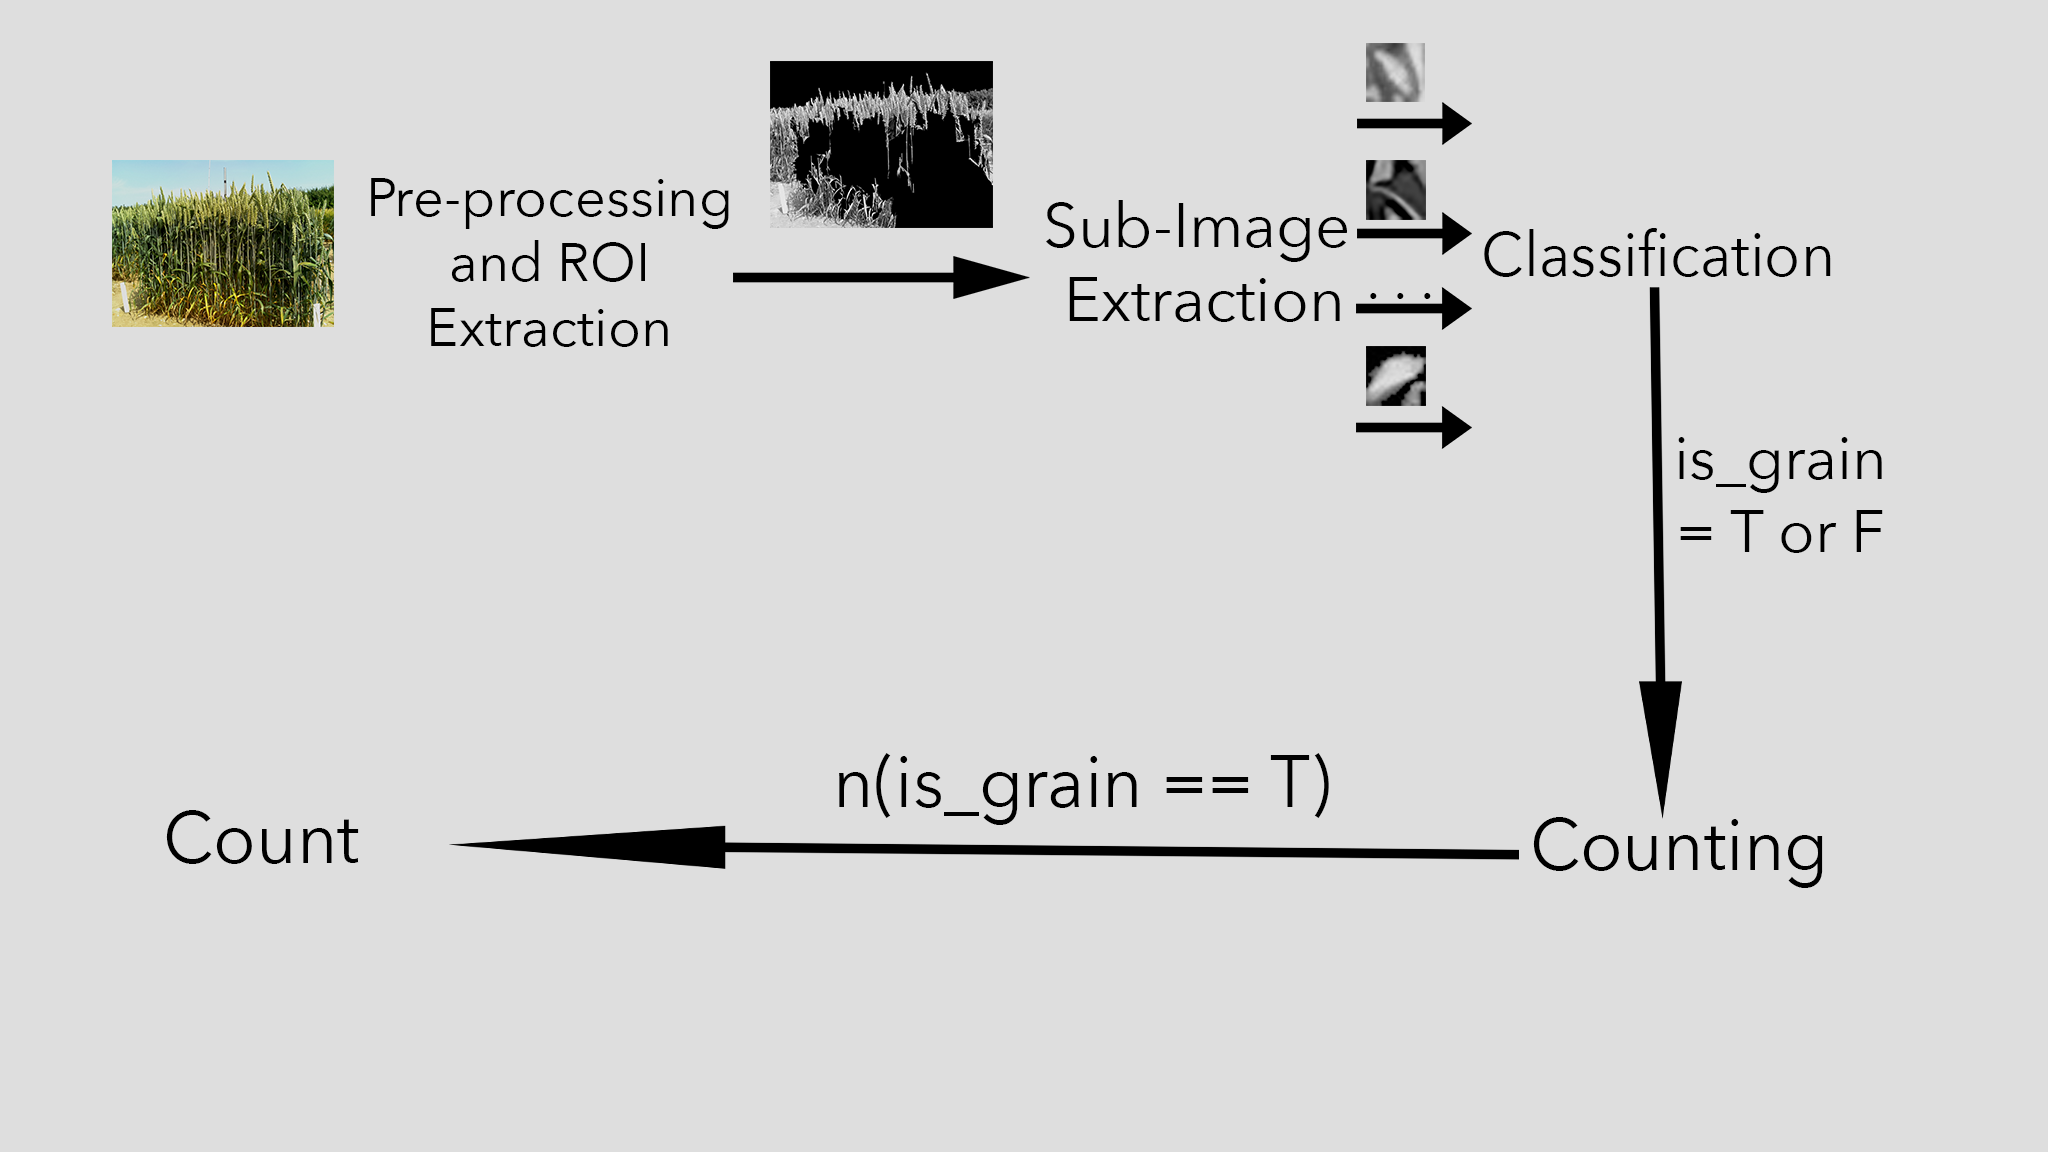 Pre-processing
and ROI
Extraction
Sub-Image
Extraction
. . .
Classification
is_grain
= T or F
Counting
n(is_grain == T)
Count